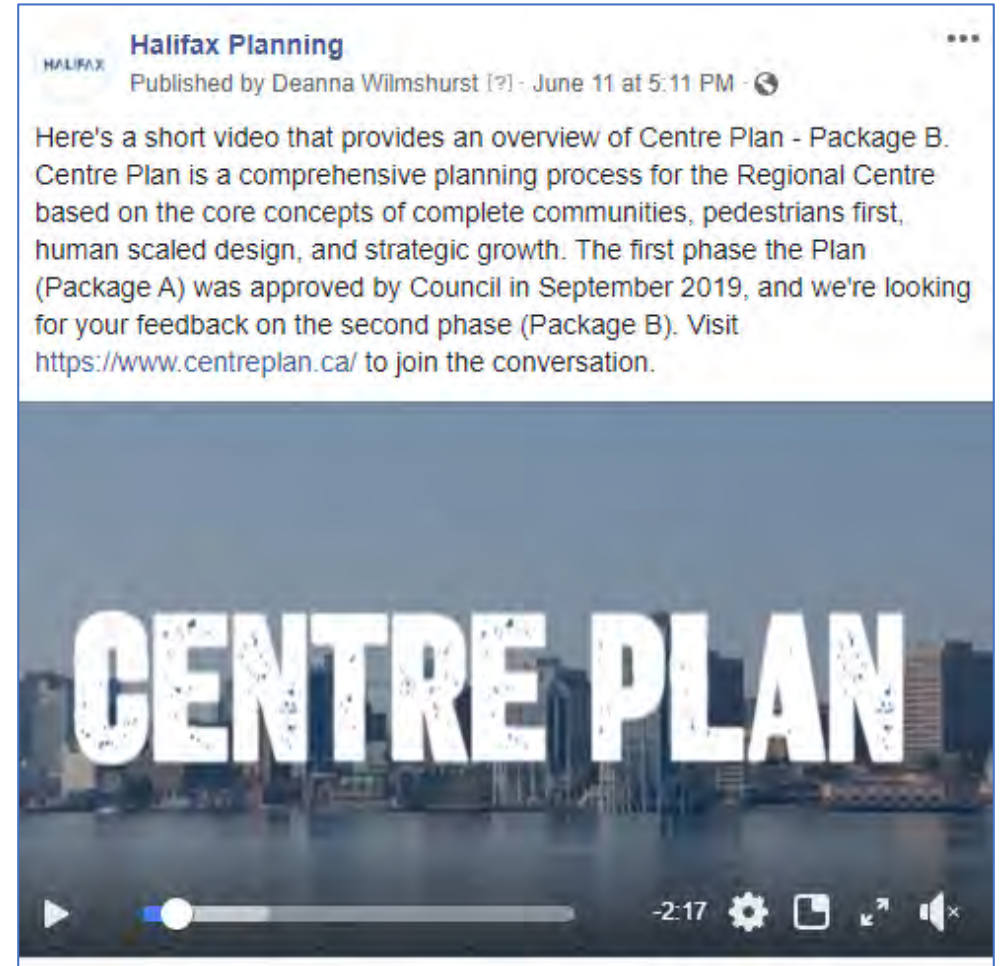 HALIFAX
Halifax Planning
Published by Deanna Wilmshurst [?] · June 11 at 5:11 PM ·
Here's a short video that provides an overview of Centre Plan - Package B.
Centre Plan is a comprehensive planning process for the Regional Centre
based on the core concepts of complete communities, pedestrians first,
human scaled design, and strategic growth. The first phase the Plan
(Package A) was approved by Council in September 2019, and we're looking
for your feedback on the second phase (Package B). Visit
https://www.centreplan.ca/ to join the conversation.
CENTRE PLAN
-2:17